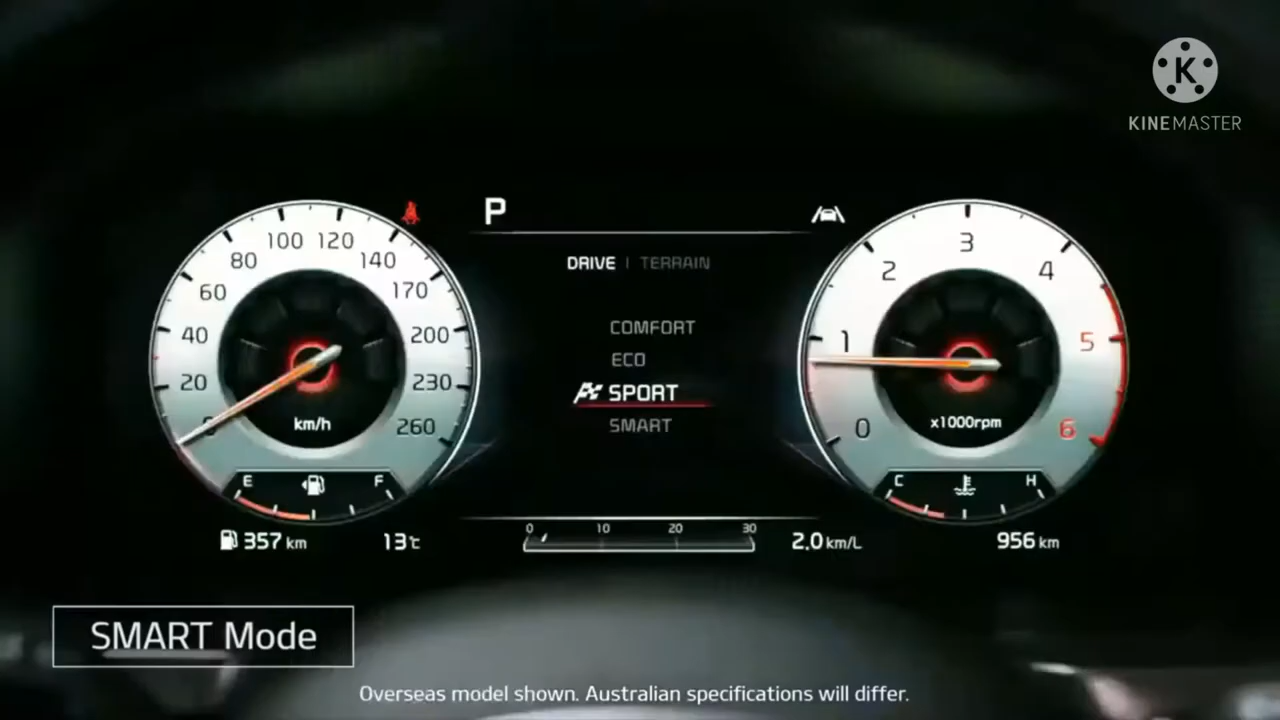 K
KINEMASTER
P
DRIVE | TERRAIN
COMFORT
ECO
SPORT
SMART
0
20
40
60
80
100
120
140
170
200
230
260
km/h
E
F
0
1
2
3
4
5
6
x1000rpm
C
H
357 km
13℃
0 10 20 30
2.0 km/L
956 km
SMART Mode
Overseas model shown. Australian specifications will differ.